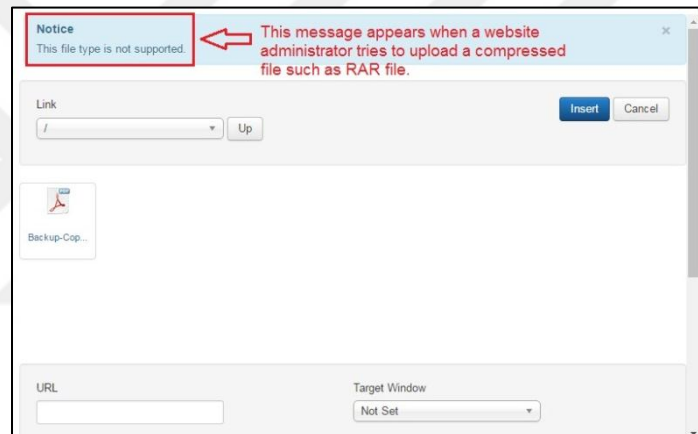 Notice
This file type is not supported.
×
This message appears when a website
administrator tries to upload a compressed
file such as RAR file.
Link
/
Up
Insert
Cancel
Backup-Cop...
URL
Target Window
Not Set